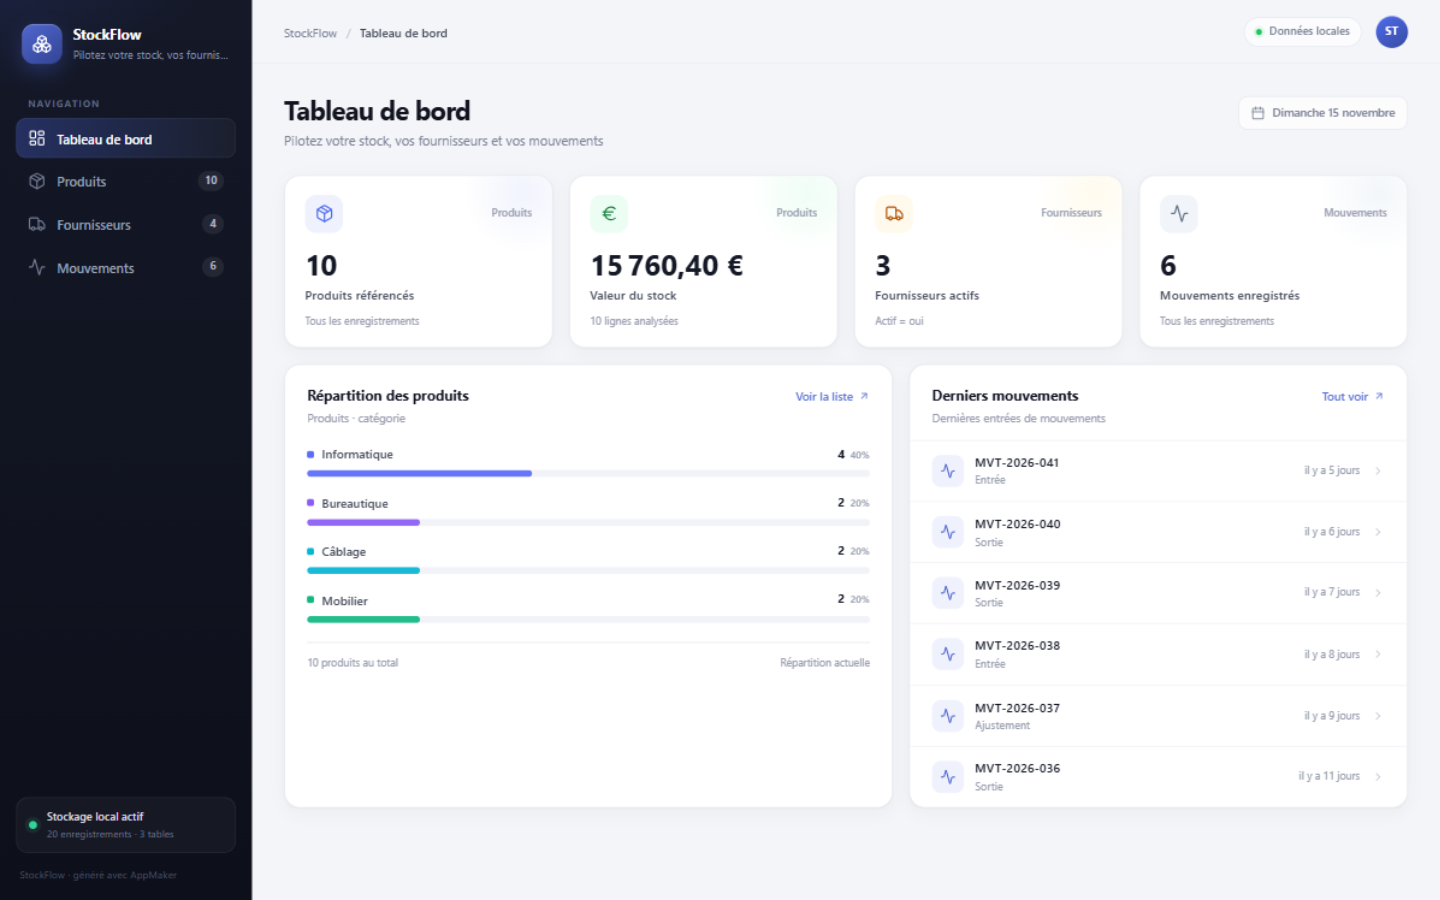 StockFlow
Pilotez votre stock, vos fournis...
NAVIGATION
Tableau de bord
Produits 10
Fournisseurs 4
Mouvements 6
Stockage local actif
20 enregistrements · 3 tables
StockFlow · généré avec AppMaker
StockFlow / Tableau de bord
Données locales
ST
Tableau de bord
Pilotez votre stock, vos fournisseurs et vos mouvements
Dimanche 15 novembre
Produits
10
Produits référencés
Tous les enregistrements
Produits
15 760,40 €
Valeur du stock
10 lignes analysées
Fournisseurs
3
Fournisseurs actifs
Actif = oui
Mouvements
6
Mouvements enregistrés
Tous les enregistrements
Répartition des produits
Voir la liste
Produits · catégorie
Informatique 4 40%
Bureautique 2 20%
Câblage 2 20%
Mobilier 2 20%
10 produits au total
Répartition actuelle
Derniers mouvements
Tout voir
Dernières entrées de mouvements
MVT-2026-041
Entrée
il y a 5 jours
MVT-2026-040
Sortie
il y a 6 jours
MVT-2026-039
Sortie
il y a 7 jours
MVT-2026-038
Entrée
il y a 8 jours
MVT-2026-037
Ajustement
il y a 9 jours
MVT-2026-036
Sortie
il y a 11 jours